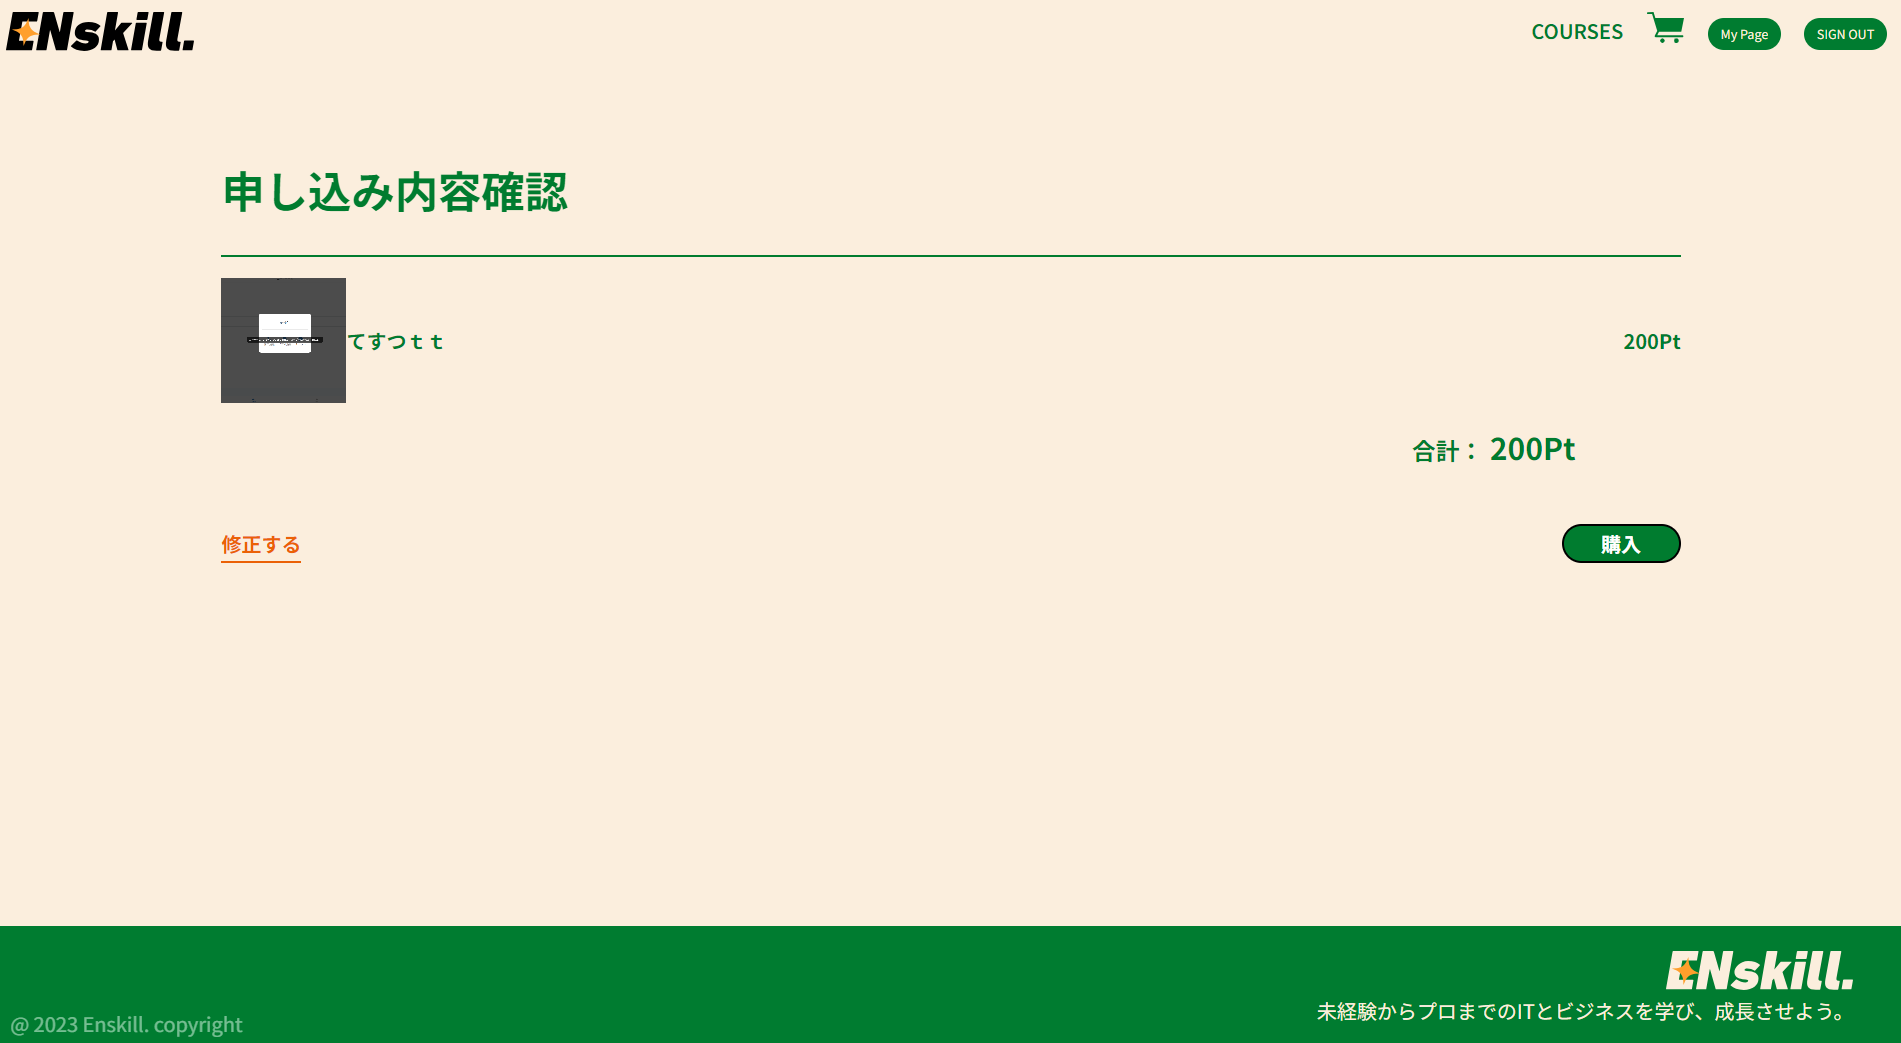 ENskill.
COURSES
My Page
SIGN OUT
申し込み内容確認
てすつｔｔ
200Pt
合計： 200Pt
修正する
購入
ENskill.
未経験からプロまでのITとビジネスを学び、成長させよう。
@ 2023 Enskill. copyright